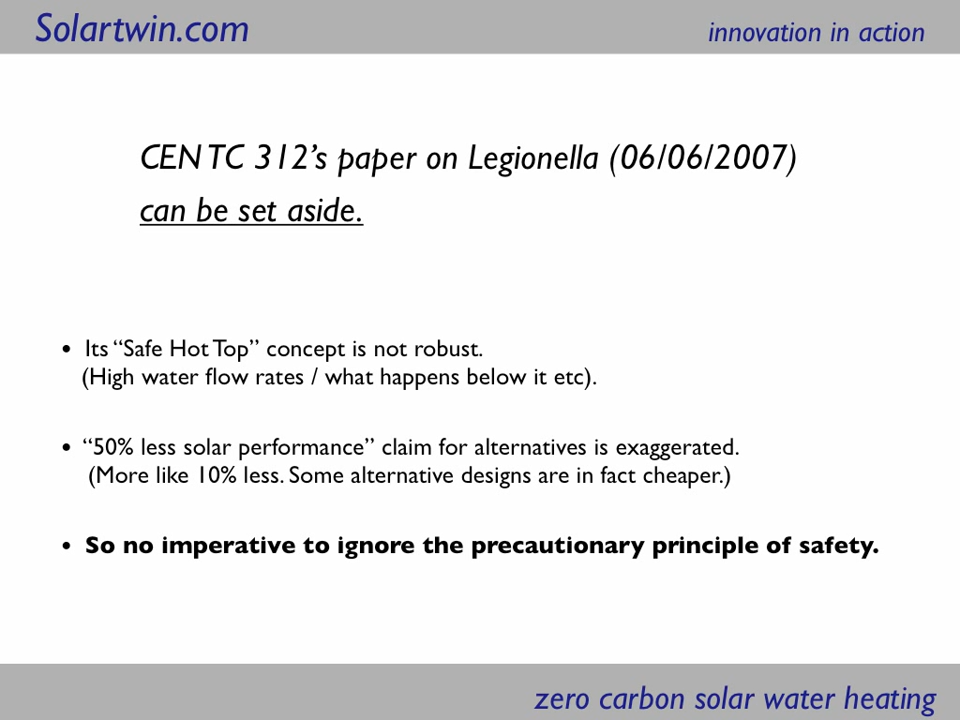 Solartwin.com
innovation in action
CEN TC 312’s paper on Legionella (06/06/2007)
can be set aside.
• Its “Safe Hot Top” concept is not robust.
(High water flow rates / what happens below it etc).
• “50% less solar performance” claim for alternatives is exaggerated.
(More like 10% less. Some alternative designs are in fact cheaper.)
• So no imperative to ignore the precautionary principle of safety.
zero carbon solar water heating